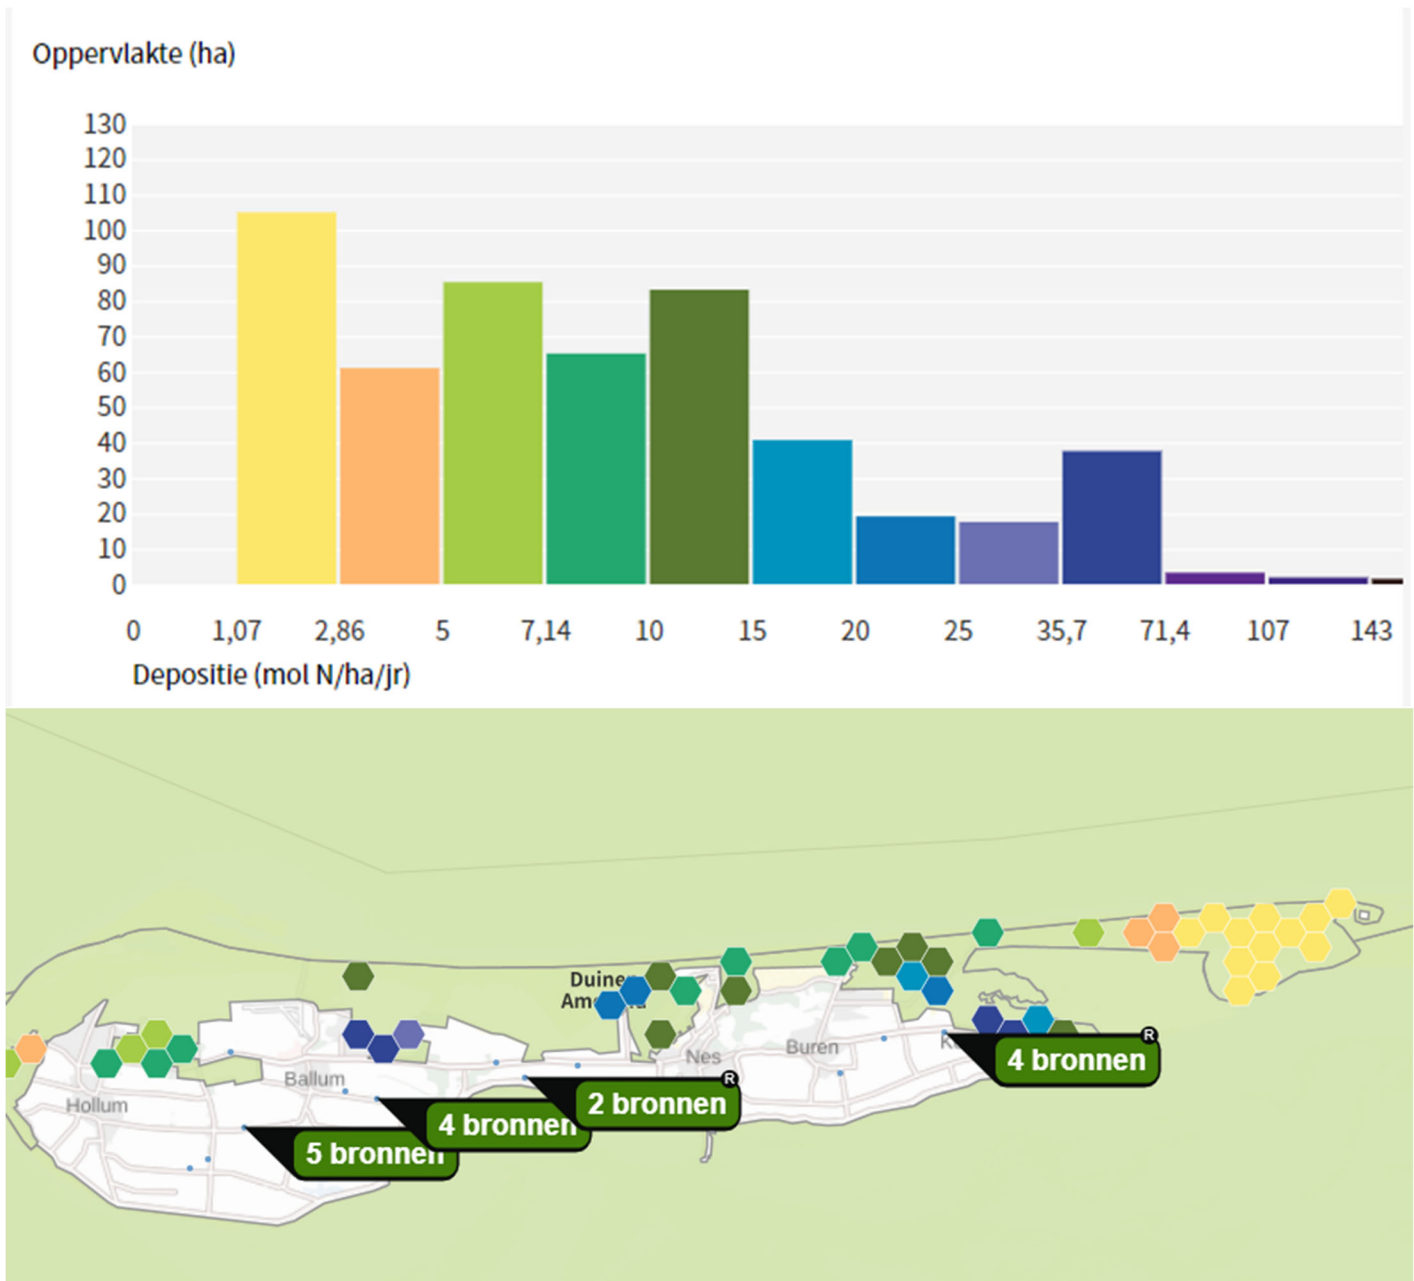 Oppervlakte (ha)
130
120
110
100
90
80
70
60
50
40
30
20
10
0
0 1,07 2,86 5 7,14 10 15 20 25 35,7 71,4 107 143
Depositie (mol N/ha/jr)
Duinen
Nes
Buren
4 bronnen R
Ballum
2 bronnen R
Hollum
4 bronnen
5 bronnen